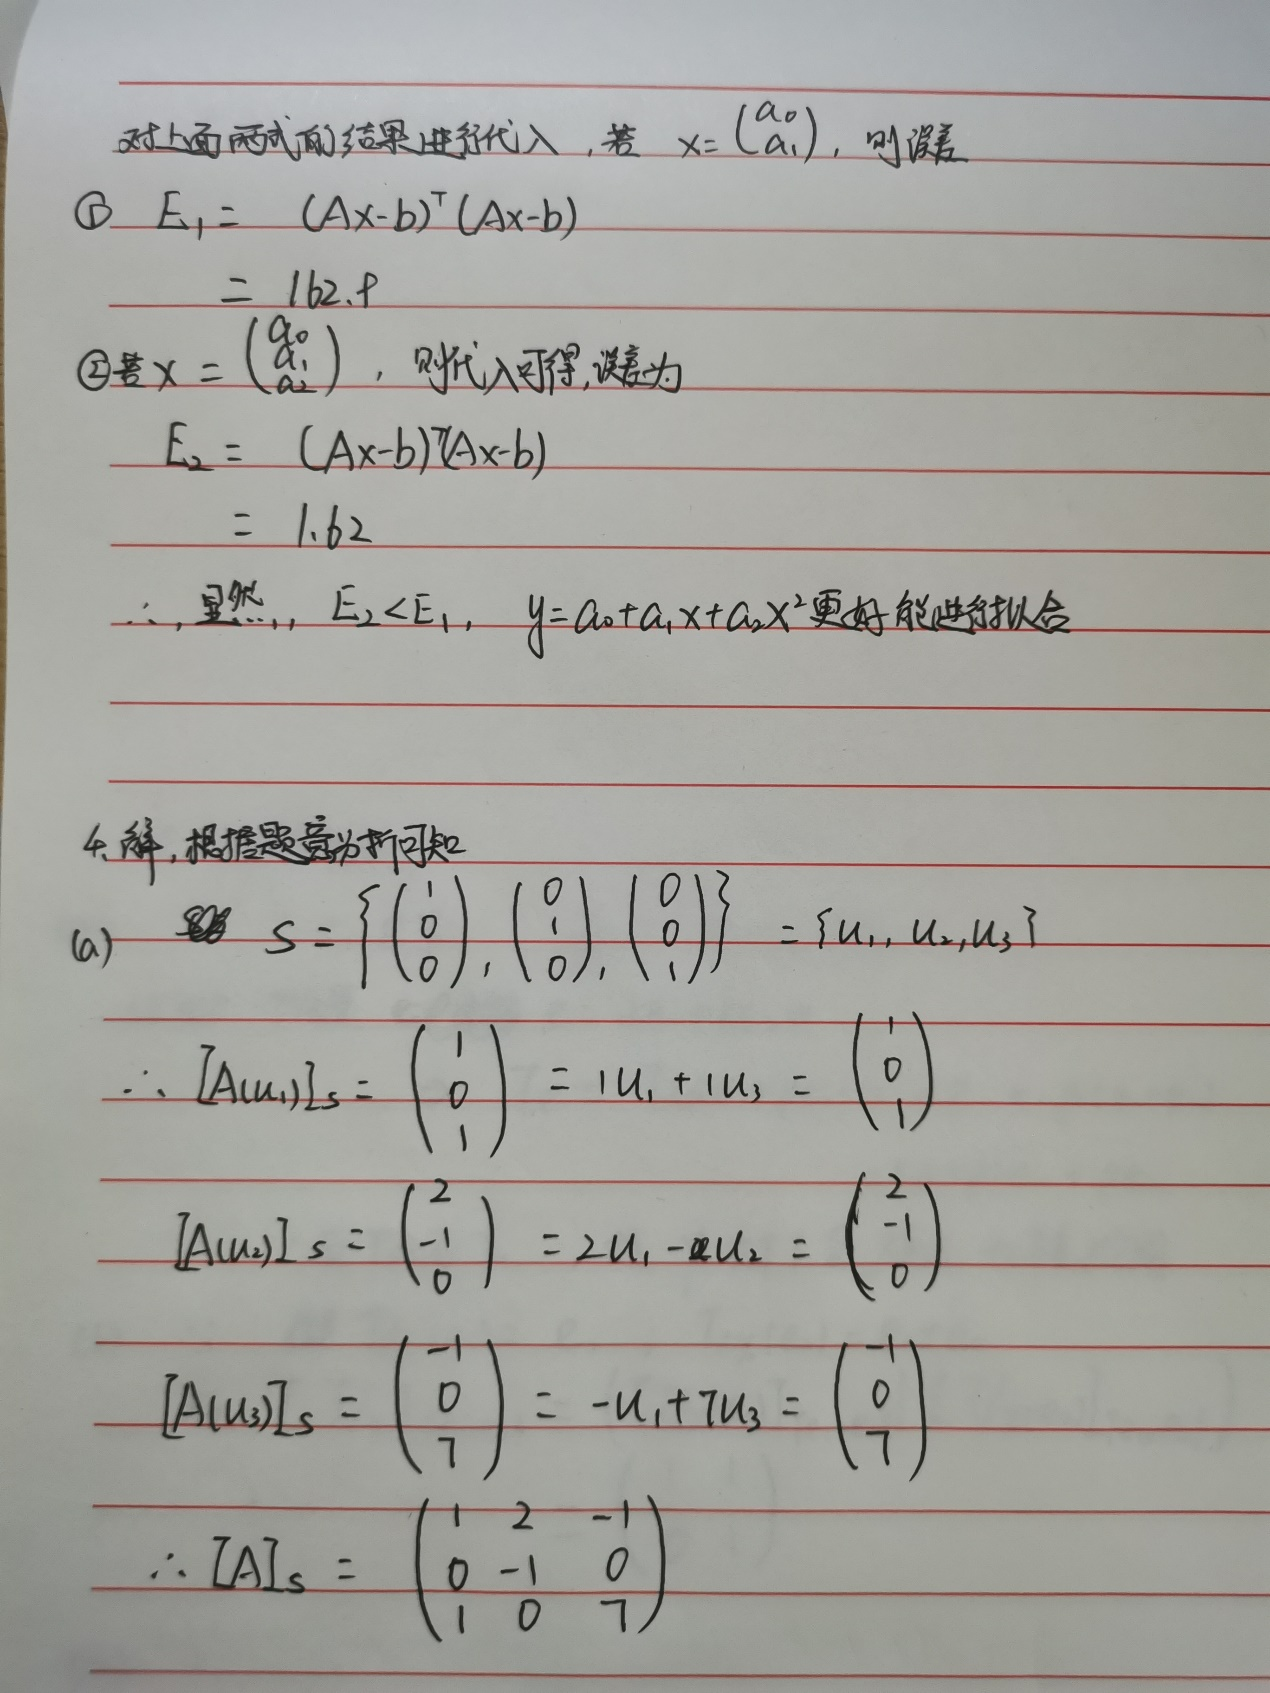 对上面两式的结果进行代入，若 x=(a₀ a₁)，则误差
① E₁ = (Ax-b)ᵀ(Ax-b)
= 162.9
②若 x = (a₀ a₁ a₂)，则代入可得，误差为
E₂ = (Ax-b)ᵀ(Ax-b)
= 1.62
∴，显然，E₂<E₁，y=a₀+a₁x+a₂x²更好能进行拟合
4、解，根据题意分析可知
(a) S = {(1 0 0), (0 1 0), (0 0 1)} = {u₁, u₂, u₃}
∴ [A(u₁)]s = (1 0 1) = 1u₁ + 1u₃ = (1 0 1)
[A(u₂)]s = (2 -1 0) = 2u₁ - u₂ = (2 -1 0)
[A(u₃)]s = (-1 0 7) = -u₁+7u₃ = (-1 0 7)
∴ [A]s = (1 2 -1
0 -1 0
1 0 7)